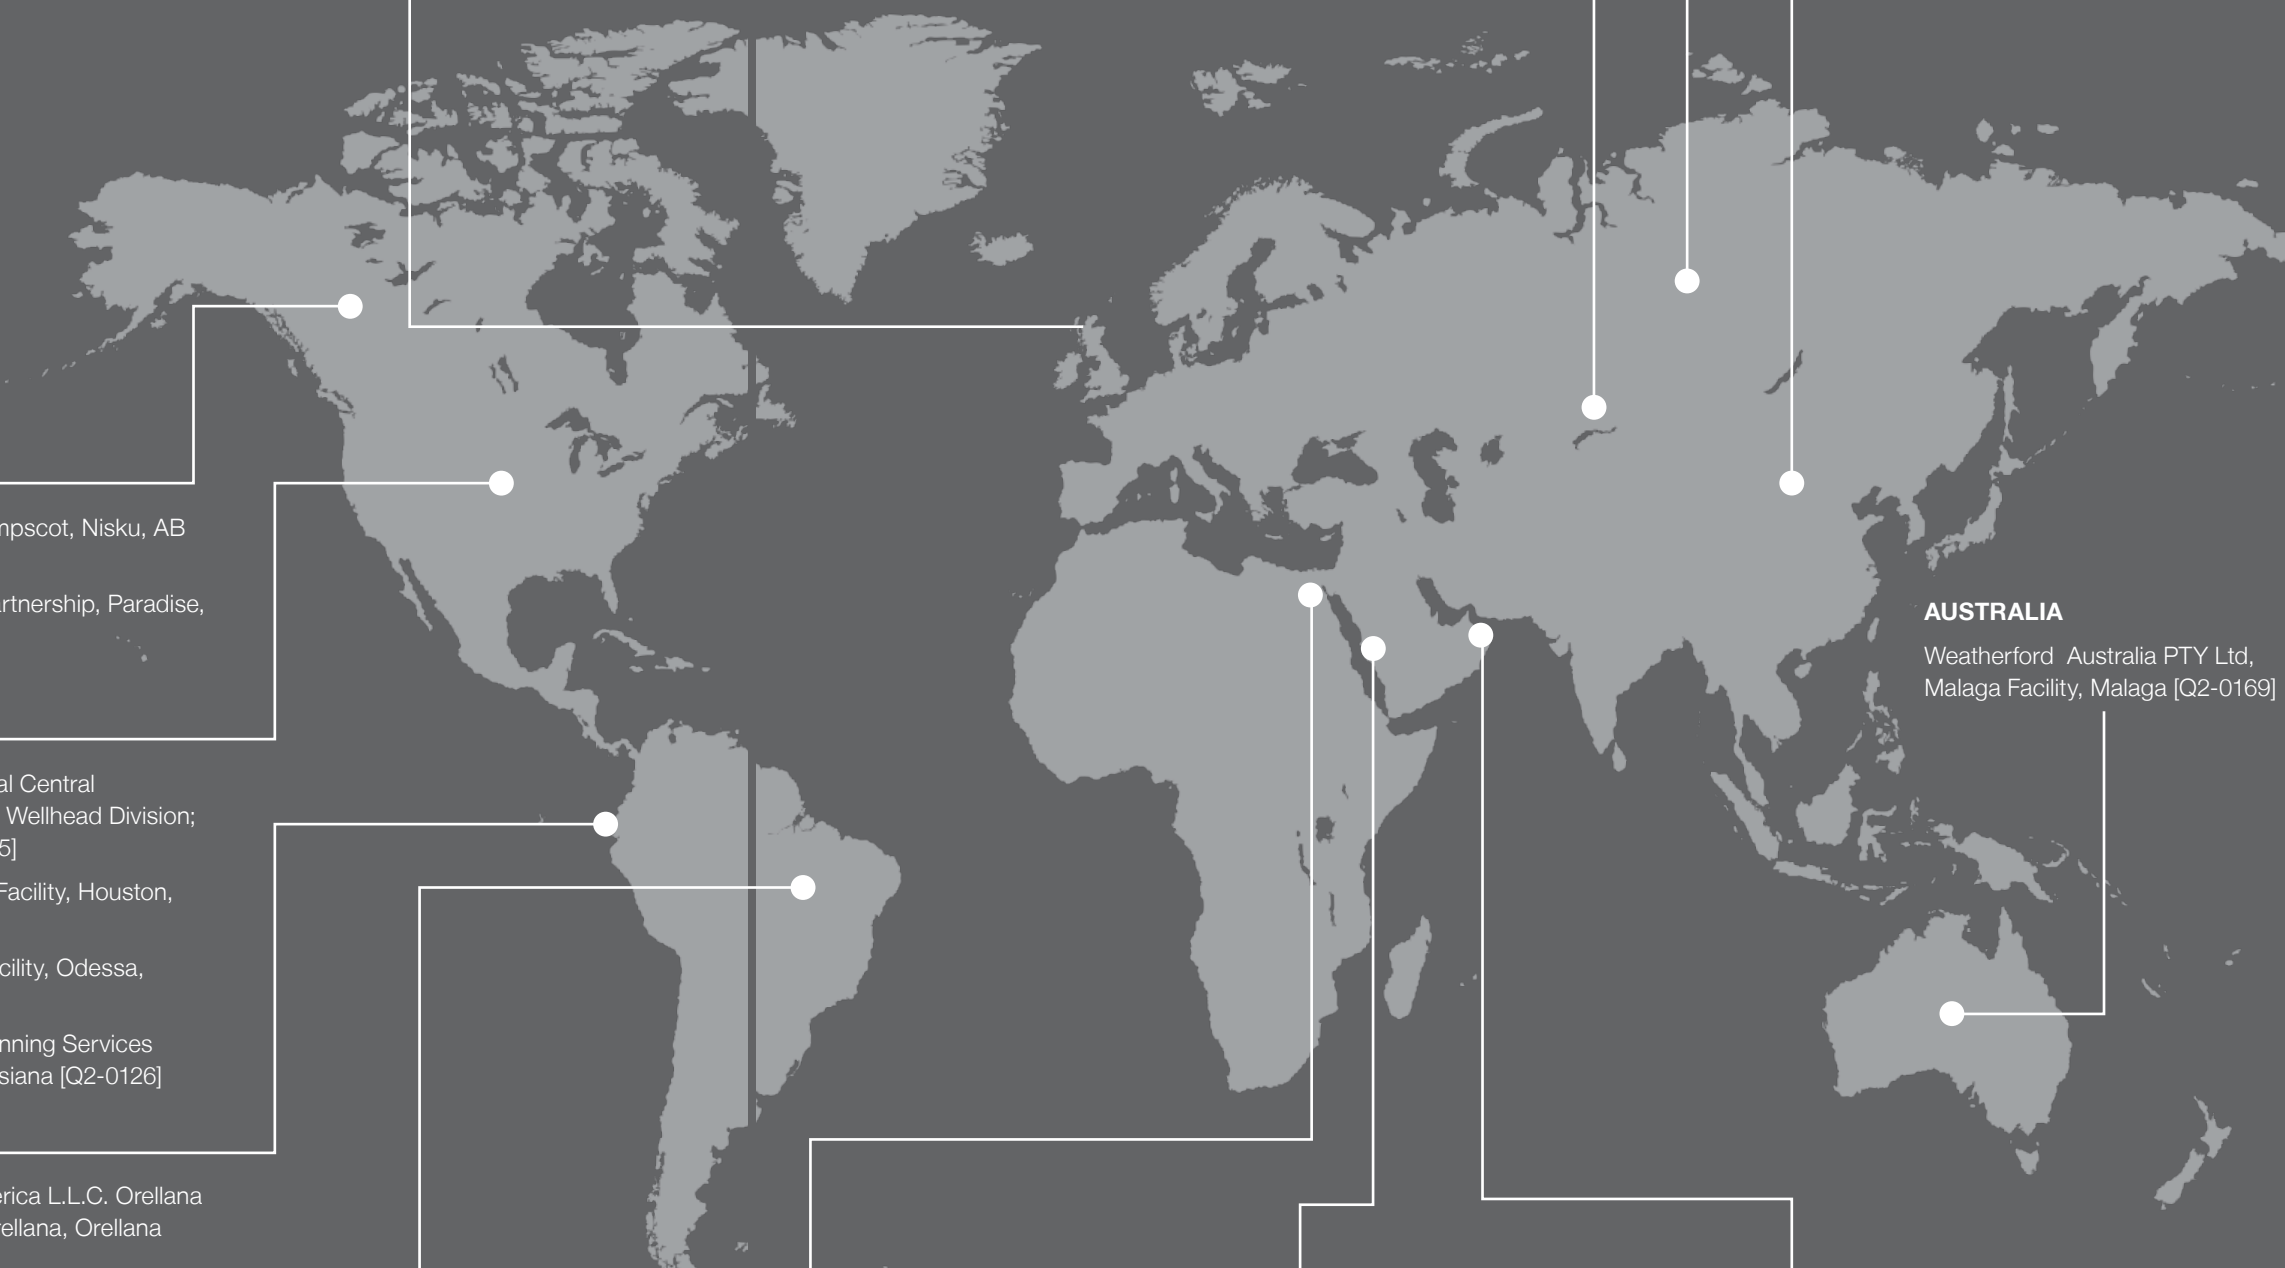 mpscot, Nisku, AB
artnership, Paradise,
al Central
Wellhead Division;
5]
Facility, Houston,
cility, Odessa,
nning Services
siana [Q2-0126]
erica L.L.C. Orellana
rellana, Orellana
AUSTRALIA
Weatherford Australia PTY Ltd,
Malaga Facility, Malaga [Q2-0169]